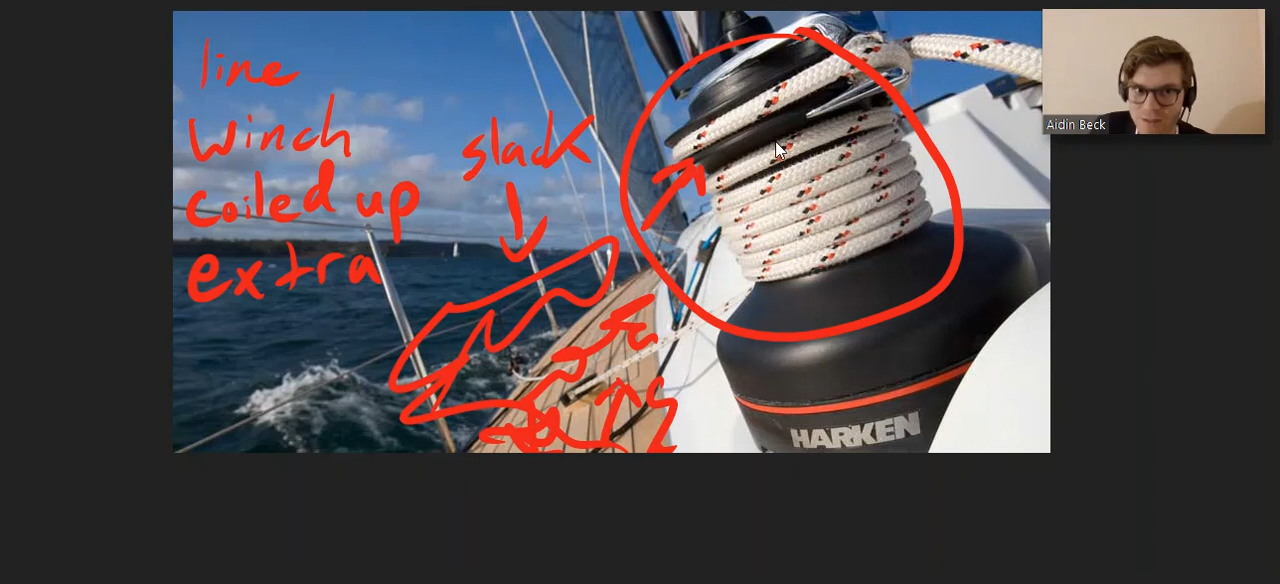 line
winch
coiled up
extra
slack
Aidin Beck
HARKEN